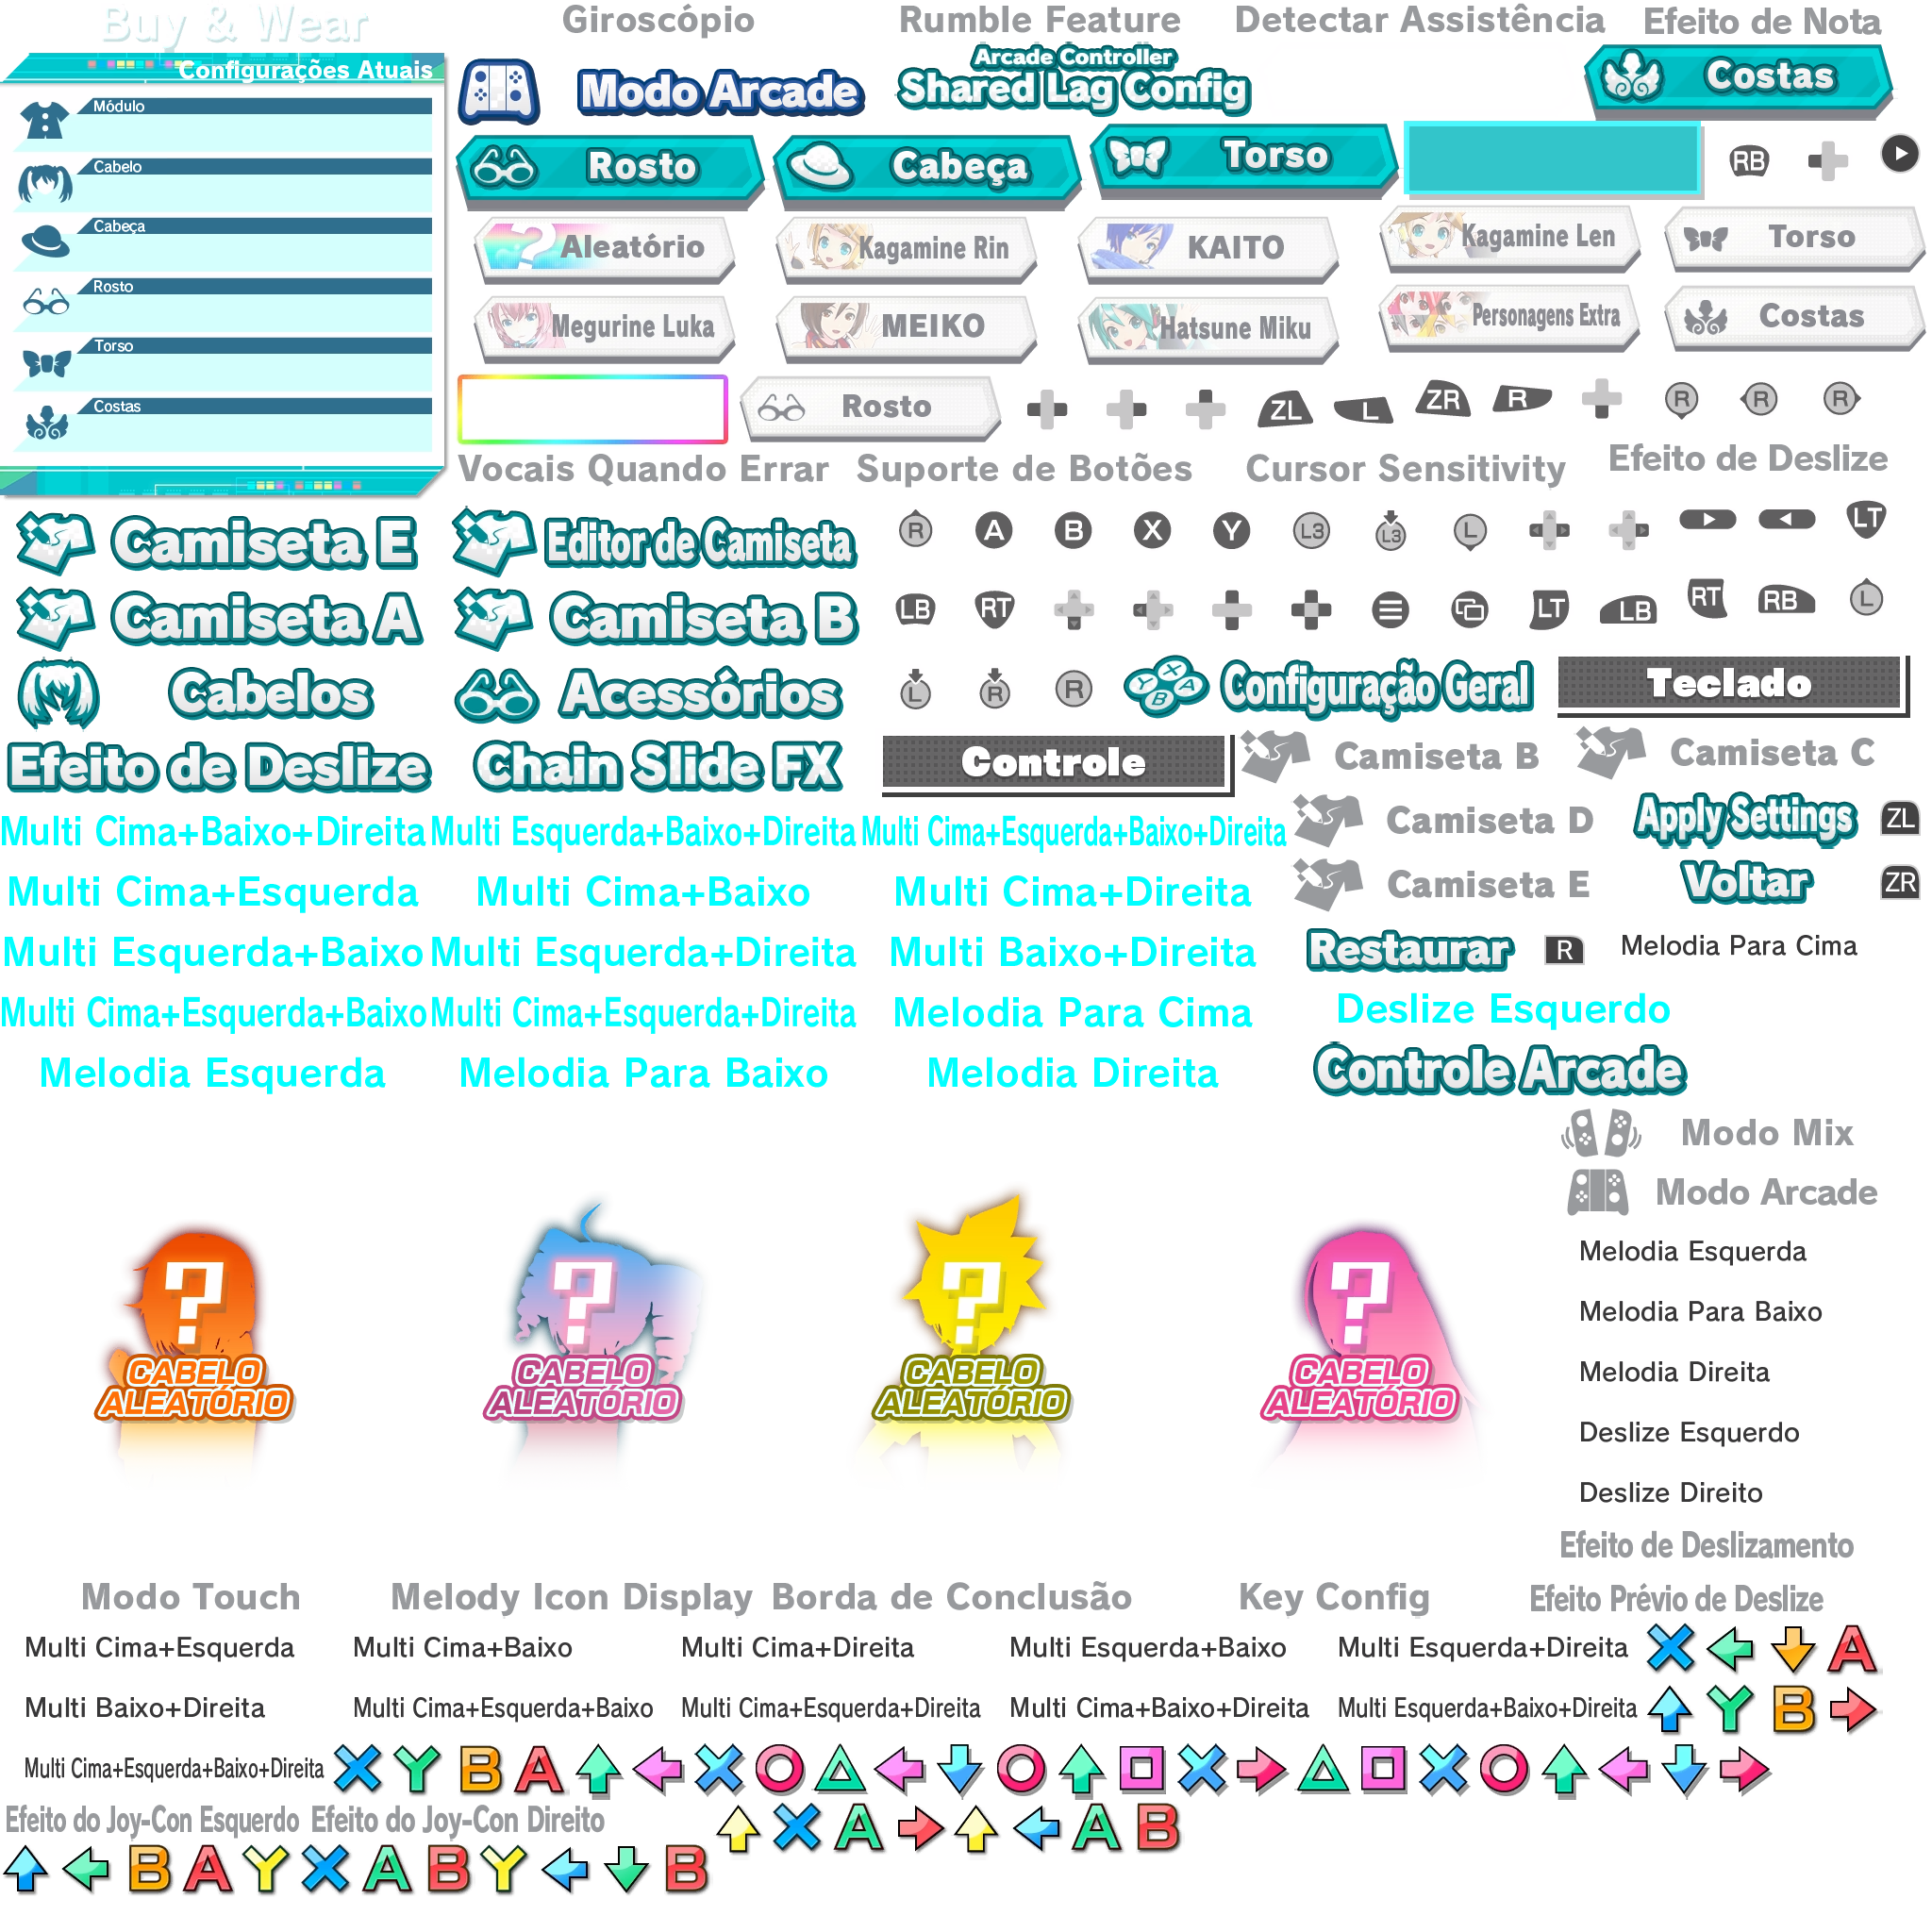 Buy & Wear
Giroscópio
Rumble Feature
Detectar Assistência
Efeito de Nota
Configurações Atuais
Módulo
Cabelo
Cabeça
Rosto
Torso
Costas
Modo Arcade
Arcade Controller
Shared Lag Config
Costas
Rosto
Cabeça
Torso
RB
Aleatório
Kagamine Rin
KAITO
Kagamine Len
Torso
Megurine Luka
MEIKO
Hatsune Miku
Personagens Extra
Costas
Rosto
ZL
L
ZR
R
R
R
R
Vocais Quando Errar
Suporte de Botões
Cursor Sensitivity
Efeito de Deslize
Camiseta E
Editor de Camiseta
R
A
B
X
Y
L3
L3
L
LT
Camiseta A
Camiseta B
LB
RT
LT
LB
RT
RB
L
Cabelos
Acessórios
L
R
R
X
Y
A
B
Configuração Geral
Teclado
Efeito de Deslize
Chain Slide FX
Controle
Camiseta B
Camiseta C
Multi Cima+Baixo+Direita
Multi Esquerda+Baixo+Direita
Multi Cima+Esquerda+Baixo+Direita
Camiseta D
Apply Settings
ZL
Multi Cima+Esquerda
Multi Cima+Baixo
Multi Cima+Direita
Camiseta E
Voltar
ZR
Multi Esquerda+Baixo
Multi Esquerda+Direita
Multi Baixo+Direita
Restaurar
R
Melodia Para Cima
Multi Cima+Esquerda+Baixo
Multi Cima+Esquerda+Direita
Melodia Para Cima
Deslize Esquerdo
Melodia Esquerda
Melodia Para Baixo
Melodia Direita
Controle Arcade
Modo Mix
Modo Arcade
Melodia Esquerda
Melodia Para Baixo
Melodia Direita
Deslize Esquerdo
Deslize Direito
?
CABELO
ALEATÓRIO
?
CABELO
ALEATÓRIO
?
CABELO
ALEATÓRIO
?
CABELO
ALEATÓRIO
Efeito de Deslizamento
Modo Touch
Melody Icon Display
Borda de Conclusão
Key Config
Efeito Prévio de Deslize
Multi Cima+Esquerda
Multi Cima+Baixo
Multi Cima+Direita
Multi Esquerda+Baixo
Multi Esquerda+Direita
X
A
Multi Baixo+Direita
Multi Cima+Esquerda+Baixo
Multi Cima+Esquerda+Direita
Multi Cima+Baixo+Direita
Multi Esquerda+Baixo+Direita
Y
B
Multi Cima+Esquerda+Baixo+Direita
X
Y
B
A
Efeito do Joy-Con Esquerdo
Efeito do Joy-Con Direito
X
A
A
B
B
A
Y
X
A
B
Y
B